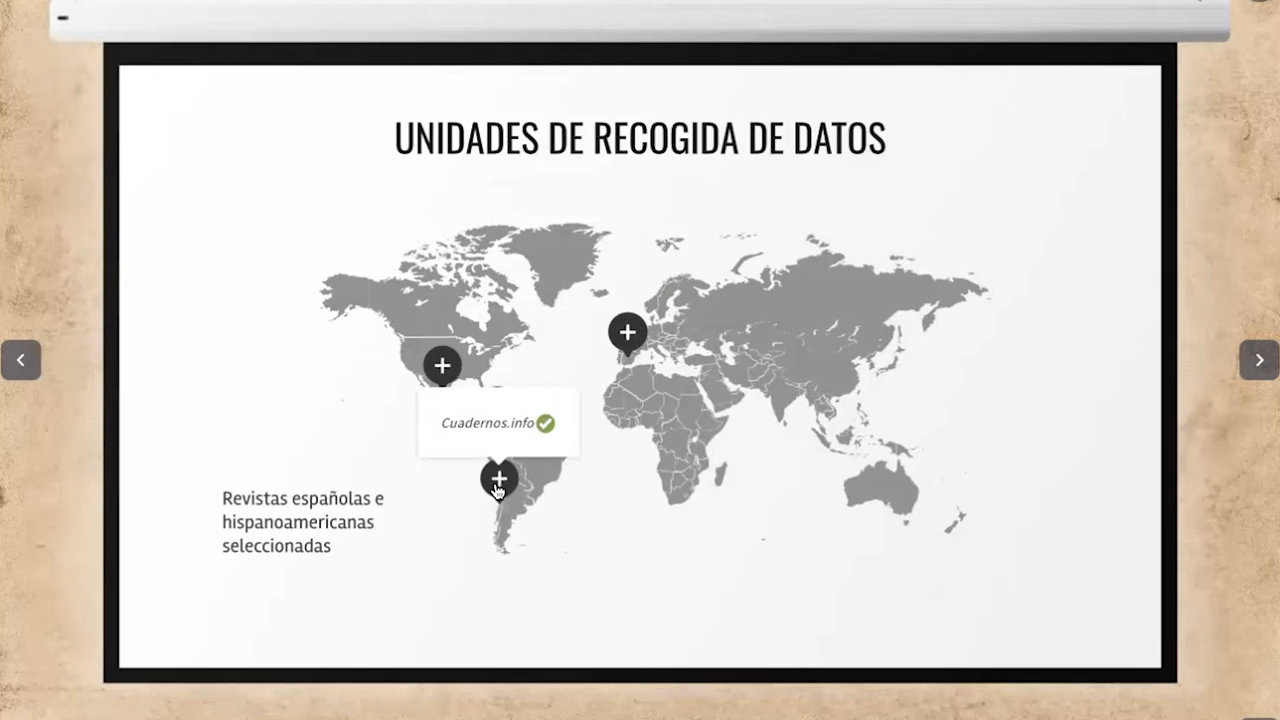 UNIDADES DE RECOGIDA DE DATOS
Cuadernos.info
Revistas españolas e
hispanoamericanas
seleccionadas